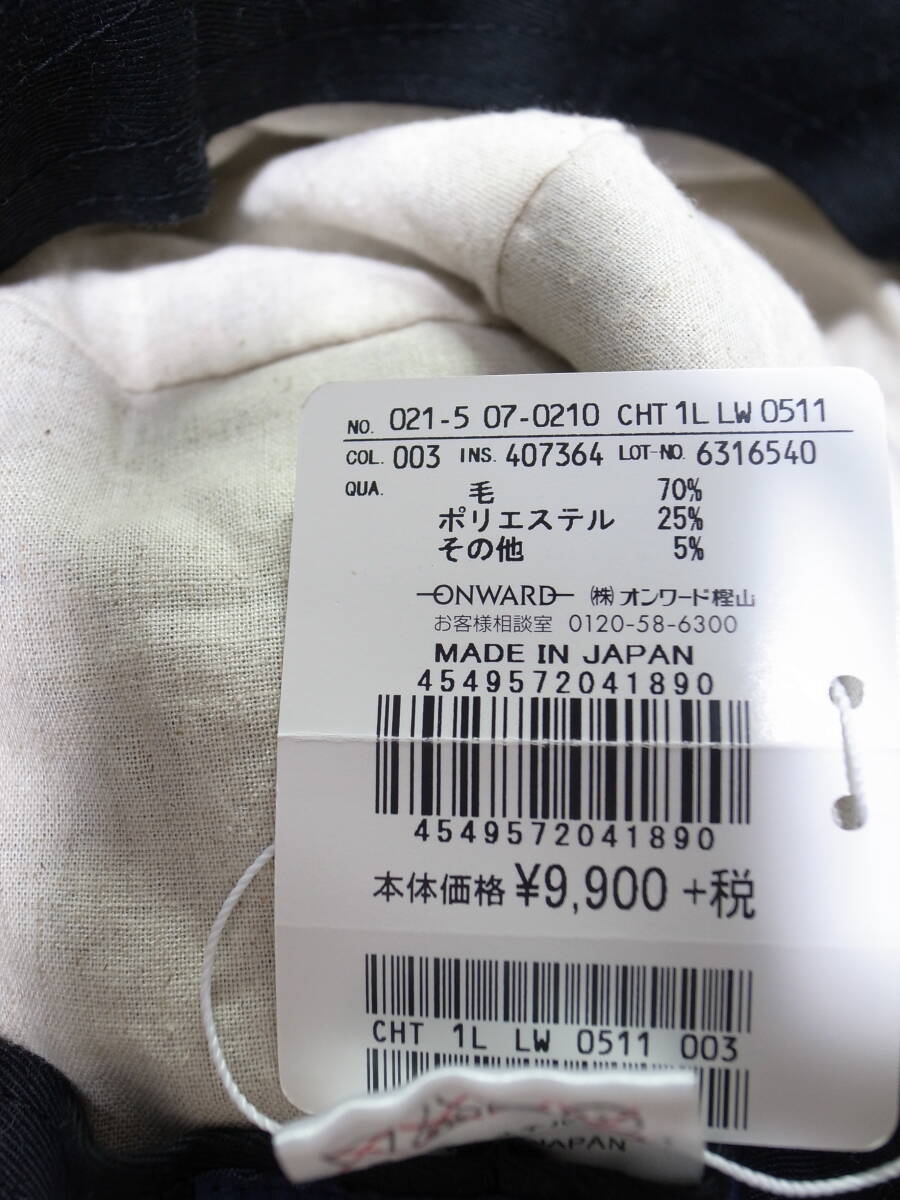 NO. 021-5 07-0210 CHT 1L LW 0511
COL. 003 INS. 407364 LOT-NO. 6316540
QUA. 毛 70%
ポリエステル 25%
その他 5%
ONWARD ㈱オンワード樫山
お客様相談室 0120-58-6300
MADE IN JAPAN
4549572041890
4549572041890
本体価格 ¥9,900 +税
CHT 1L LW 0511 003
JAPAN